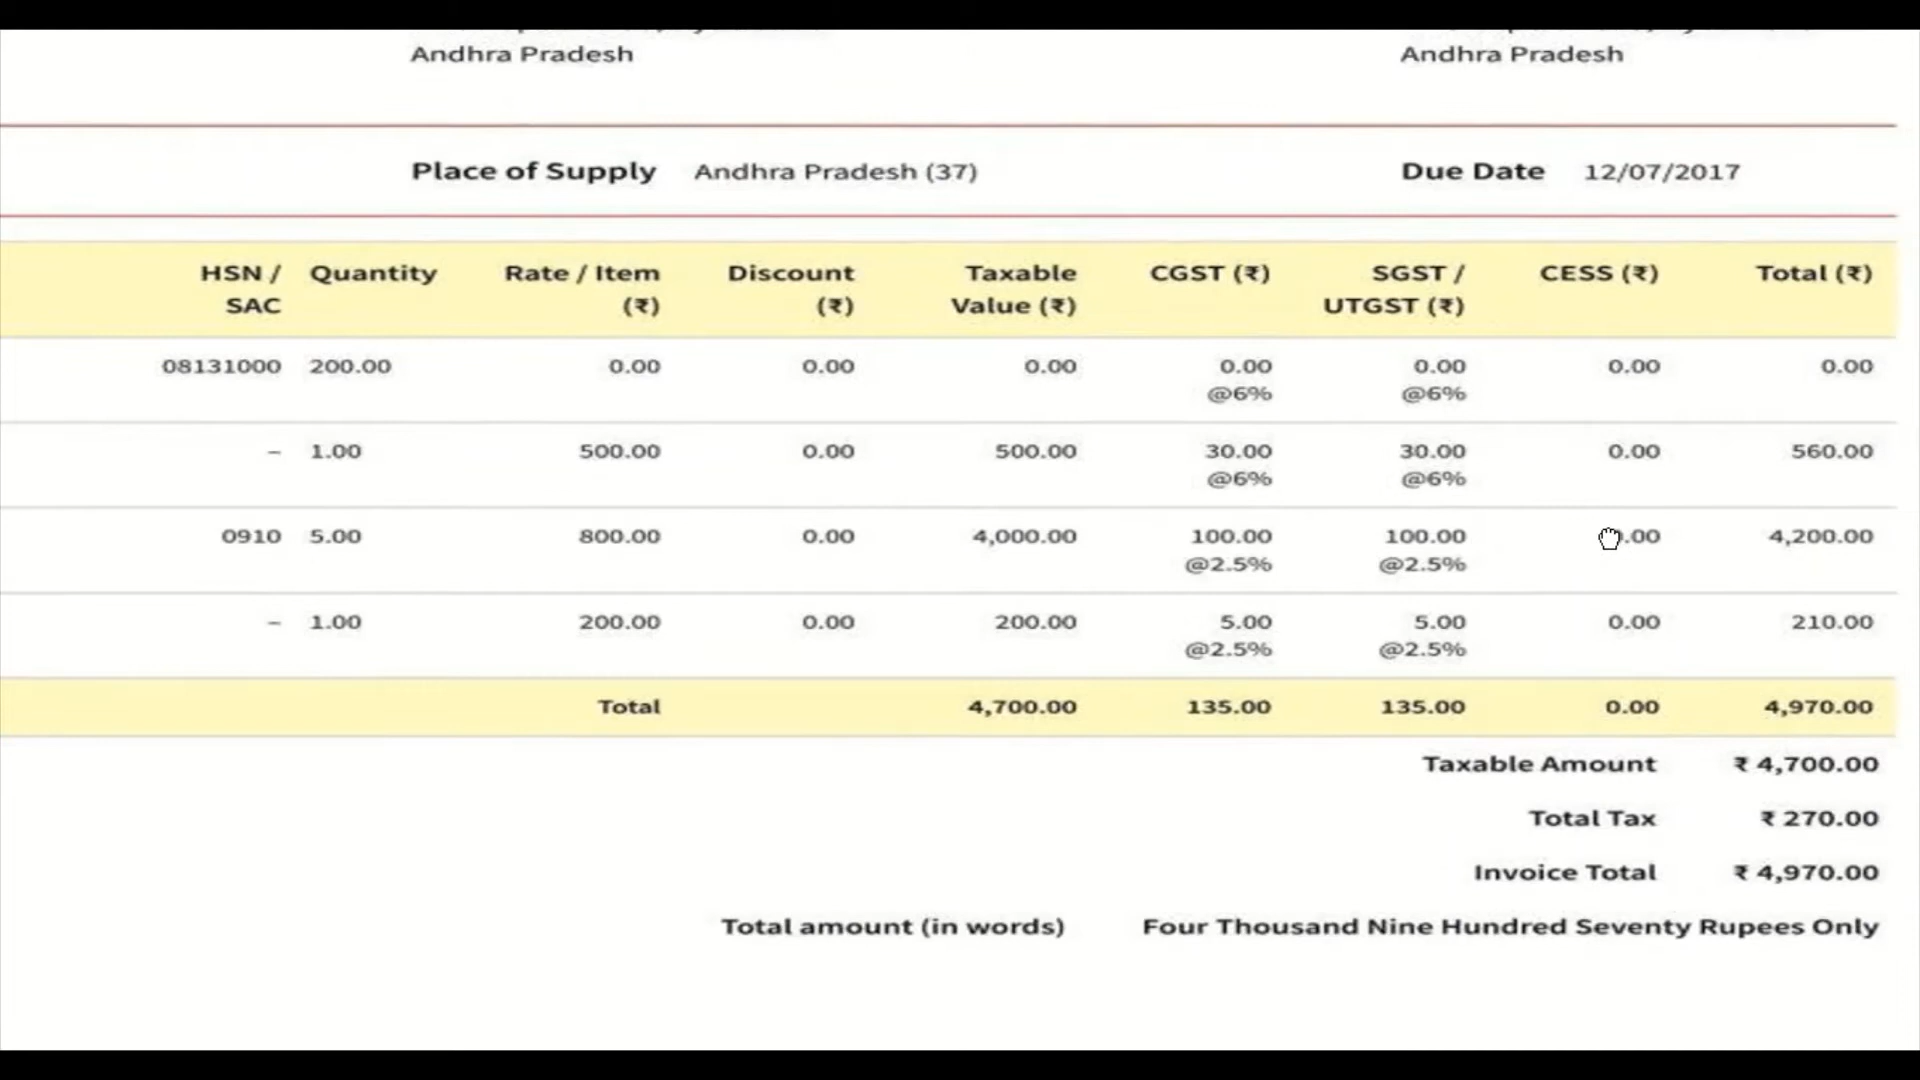 Andhra Pradesh Andhra Pradesh
Place of Supply Andhra Pradesh (37) Due Date 12/07/2017
HSN / Quantity Rate / Item Discount Taxable CGST (₹) SGST / CESS (₹) Total (₹)
SAC (₹) (₹) Value (₹) UTGST (₹)
08131000 200.00 0.00 0.00 0.00 0.00 0.00 0.00 0.00
@6% @6%
– 1.00 500.00 0.00 500.00 30.00 30.00 0.00 560.00
@6% @6%
0910 5.00 800.00 0.00 4,000.00 100.00 100.00 .00 4,200.00
@2.5% @2.5%
– 1.00 200.00 0.00 200.00 5.00 5.00 0.00 210.00
@2.5% @2.5%
Total 4,700.00 135.00 135.00 0.00 4,970.00
Taxable Amount ₹ 4,700.00
Total Tax ₹ 270.00
Invoice Total ₹ 4,970.00
Total amount (in words) Four Thousand Nine Hundred Seventy Rupees Only